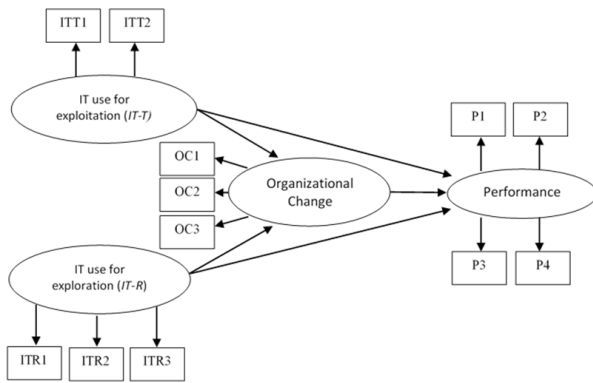 ITT1
ITT2
IT use for
exploitation (IT-T)
P1
P2
OC1
OC2
OC3
Organizational
Change
Performance
IT use for
exploration (IT-R)
P3
P4
ITR1
ITR2
ITR3